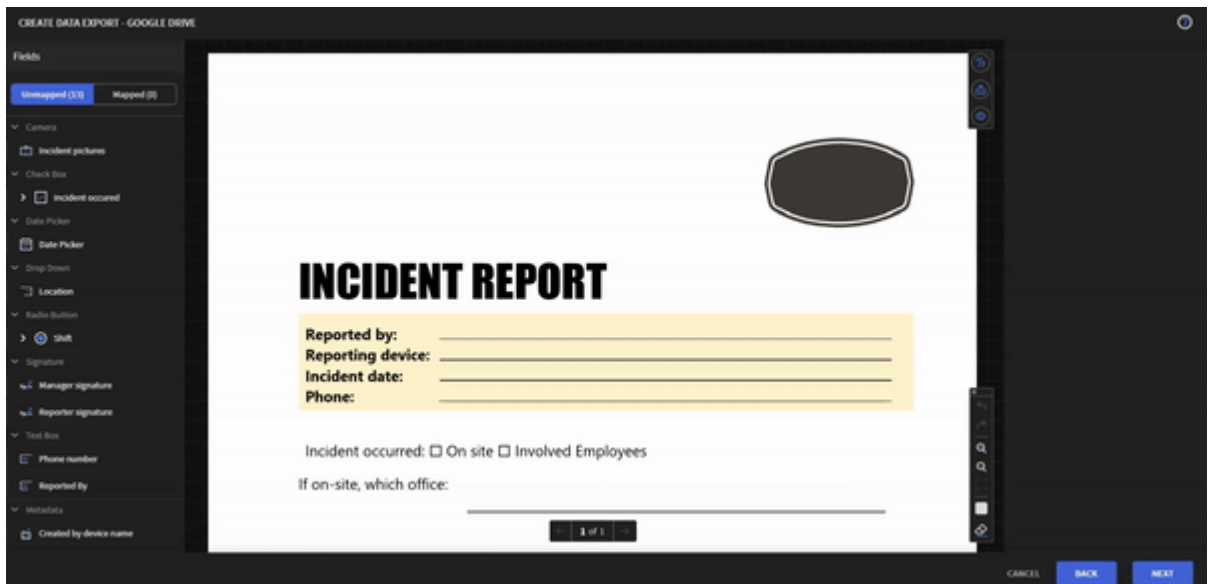 CREATE DATA EXPORT - GOOGLE DRIVE
Fields
Unmapped (33) Mapped (0)
Camera
Incident pictures
Check Box
Incident occured
Date Picker
Date Picker
Drop Down
Location
Radio Button
Shift
Signature
Manager signature
Reporter signature
Text Box
Phone number
Reported By
Metadata
Created by device name
INCIDENT REPORT
Reported by:
Reporting device:
Incident date:
Phone:
Incident occurred: ☐ On site ☐ Involved Employees
If on-site, which office:
1 of 1
CANCEL BACK NEXT